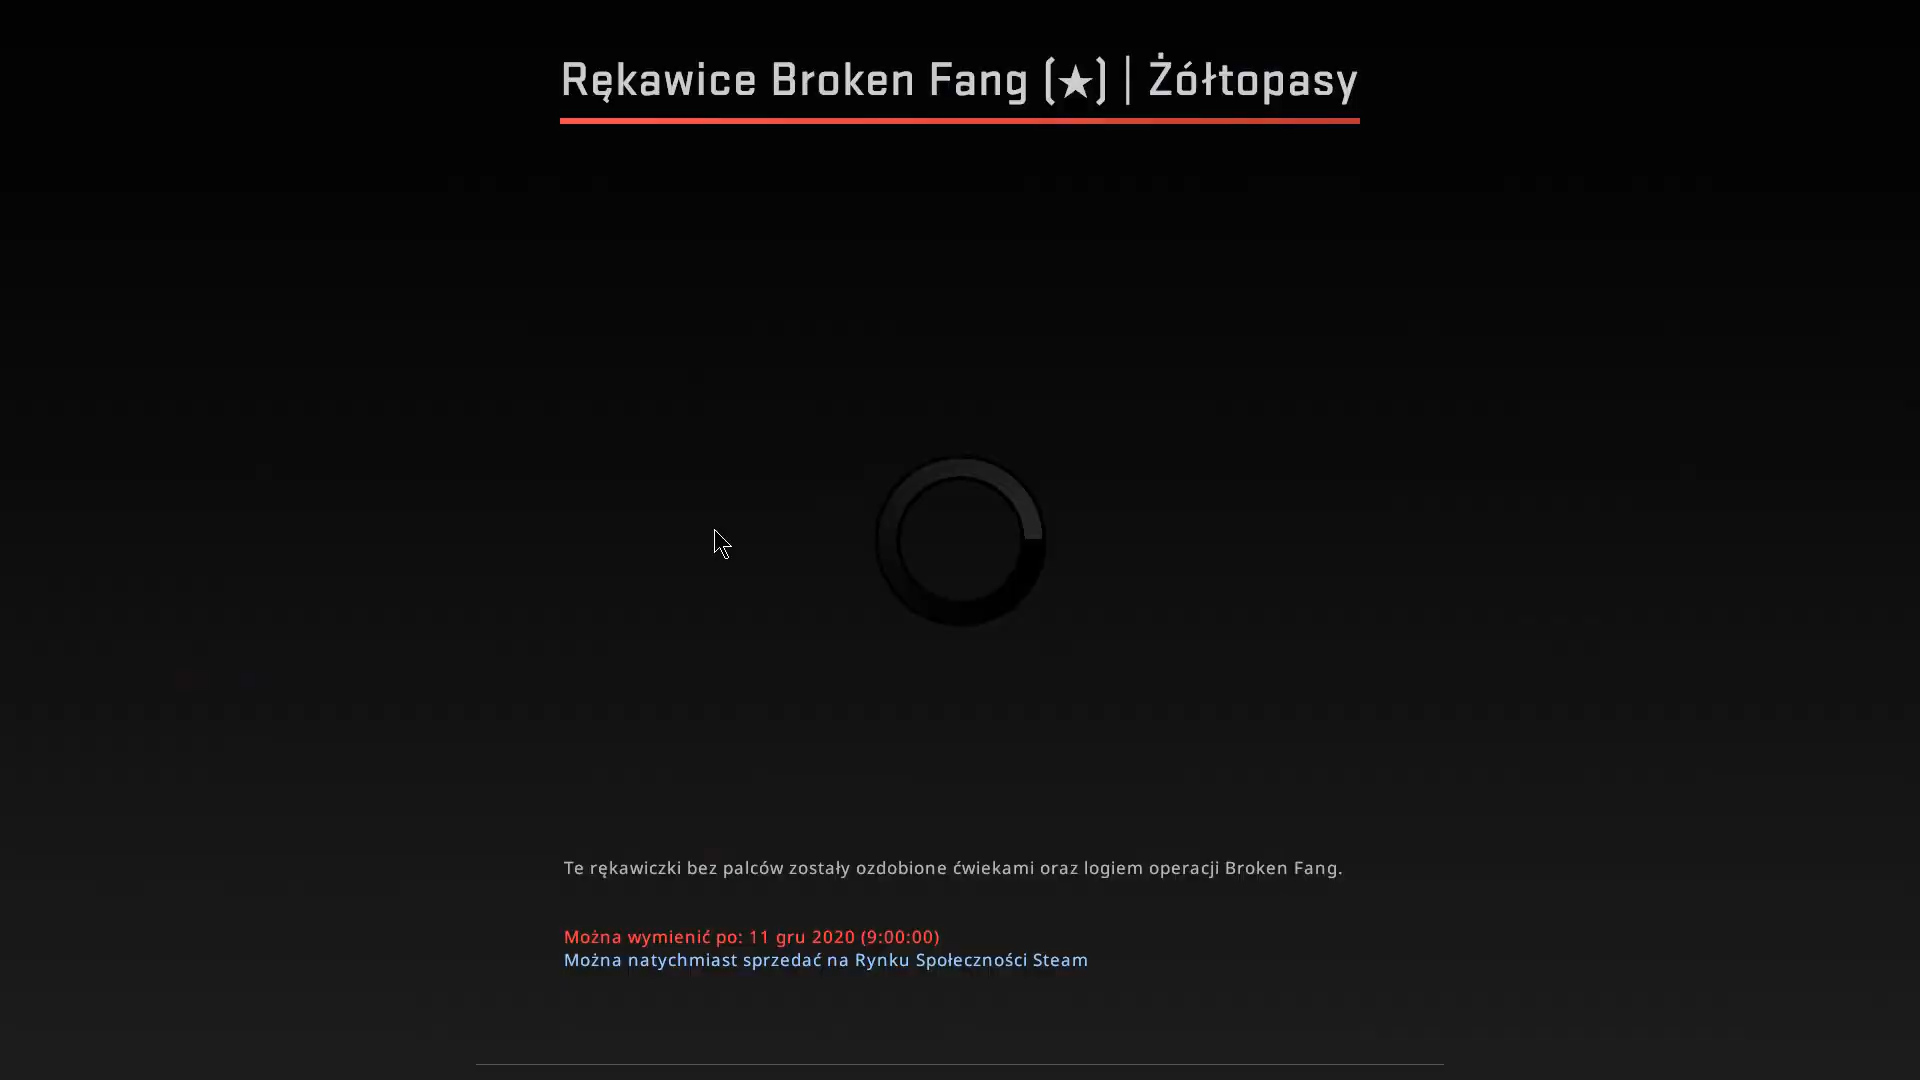 Rękawice Broken Fang (★) | Żółtopasy
Te rękawiczki bez palców zostały ozdobione ćwiekami oraz logiem operacji Broken Fang.
Można wymienić po: 11 gru 2020 (9:00:00)
Można natychmiast sprzedać na Rynku Społeczności Steam